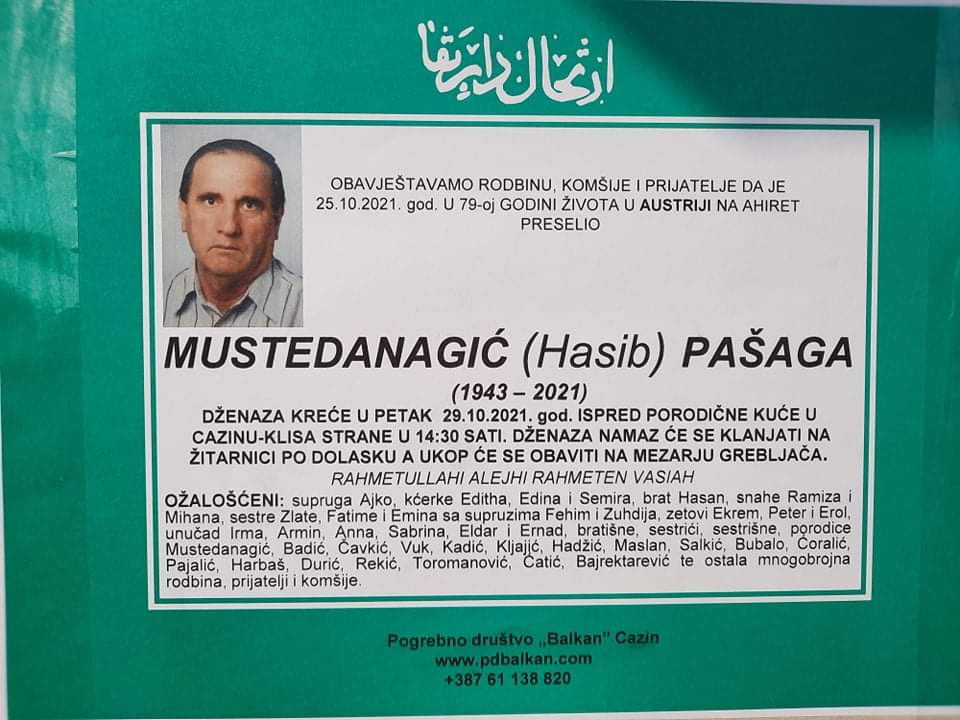 ارتحال دار بقا
OBAVJEŠTAVAMO RODBINU, KOMŠIJE I PRIJATELJE DA JE
25.10.2021. god. U 79-oj GODINI ŽIVOTA U AUSTRIJI NA AHIRET
PRESELIO
MUSTEDANAGIĆ (Hasib) PAŠAGA
(1943 – 2021)
DŽENAZA KREĆE U PETAK 29.10.2021. god. ISPRED PORODIČNE KUĆE U
CAZINU-KLISA STRANE U 14:30 SATI. DŽENAZA NAMAZ ĆE SE KLANJATI NA
ŽITARNICI PO DOLASKU A UKOP ĆE SE OBAVITI NA MEZARJU GREBLJAČA.
RAHMETULLAHI ALEJHI RAHMETEN VASIAH
OŽALOŠĆENI: supruga Ajko, kćerke Editha, Edina i Semira, brat Hasan, snahe Ramiza i
Mihana, sestre Zlate, Fatime i Emina sa supruzima Fehim i Zuhdija, zetovi Ekrem, Peter i Erol,
unučad Irma, Armin, Anna, Sabrina, Eldar i Ernad, bratišne, sestrići, sestrišne, porodice
Mustedanagić, Badić, Čavkić, Vuk, Kadić, Kljajić, Hadžić, Maslan, Salkić, Bubalo, Ćoralić,
Pajalić, Harbaš, Durić, Rekić, Toromanović, Ćatić, Bajrektarević te ostala mnogobrojna
rodbina, prijatelji i komšije.
Pogrebno društvo „Balkan” Cazin
www.pdbalkan.com
+387 61 138 820